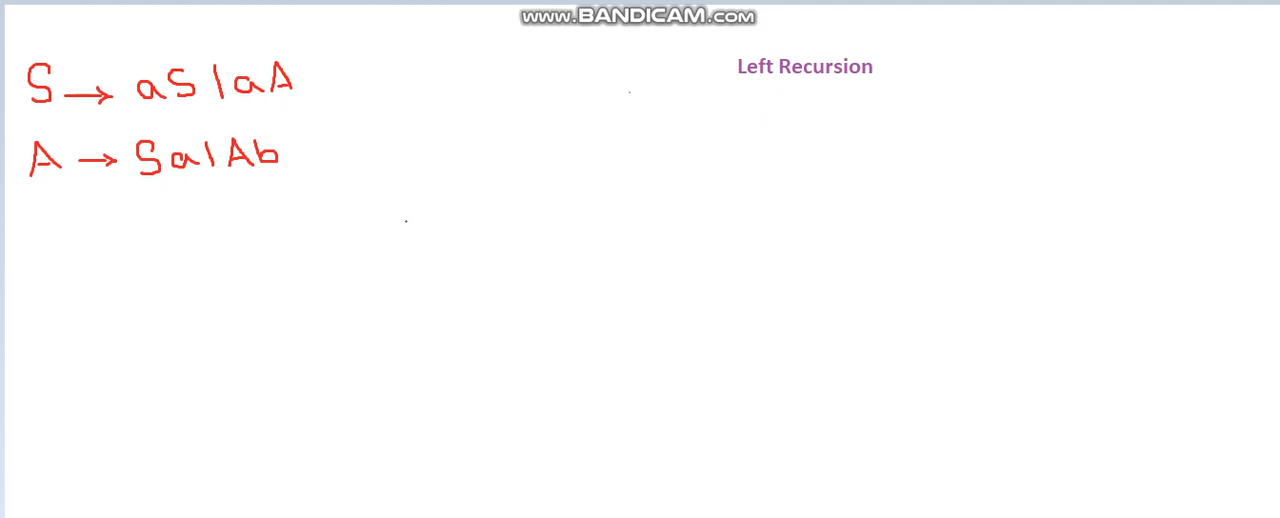 www.BANDICAM.com
Left Recursion
S → aS | aA
A → Sa | Ab